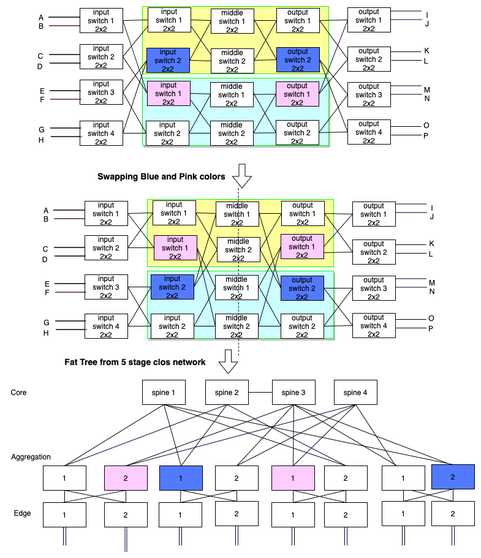 A
B
input
switch 1
2x2
input
switch 1
2x2
middle
switch 1
2x2
output
switch 1
2x2
output
switch 1
2x2
I
J
C
D
input
switch 2
2x2
input
switch 2
2x2
middle
switch 2
2x2
output
switch 2
2x2
output
switch 2
2x2
K
L
E
F
input
switch 3
2x2
input
switch 1
2x2
middle
switch 1
2x2
output
switch 1
2x2
output
switch 3
2x2
M
N
G
H
input
switch 4
2x2
input
switch 2
2x2
middle
switch 2
2x2
output
switch 2
2x2
output
switch 4
2x2
O
P
Swapping Blue and Pink colors
A
B
input
switch 1
2x2
input
switch 1
2x2
middle
switch 1
2x2
output
switch 1
2x2
output
switch 1
2x2
I
J
C
D
input
switch 2
2x2
input
switch 1
2x2
middle
switch 2
2x2
output
switch 1
2x2
output
switch 2
2x2
K
L
E
F
input
switch 3
2x2
input
switch 2
2x2
middle
switch 1
2x2
output
switch 2
2x2
output
switch 3
2x2
M
N
G
H
input
switch 4
2x2
input
switch 2
2x2
middle
switch 2
2x2
output
switch 2
2x2
output
switch 4
2x2
O
P
Fat Tree from 5 stage clos network
Core
spine 1
spine 2
spine 3
spine 4
Aggregation
1
2
1
2
1
2
1
2
Edge
1
2
1
2
1
2
1
2